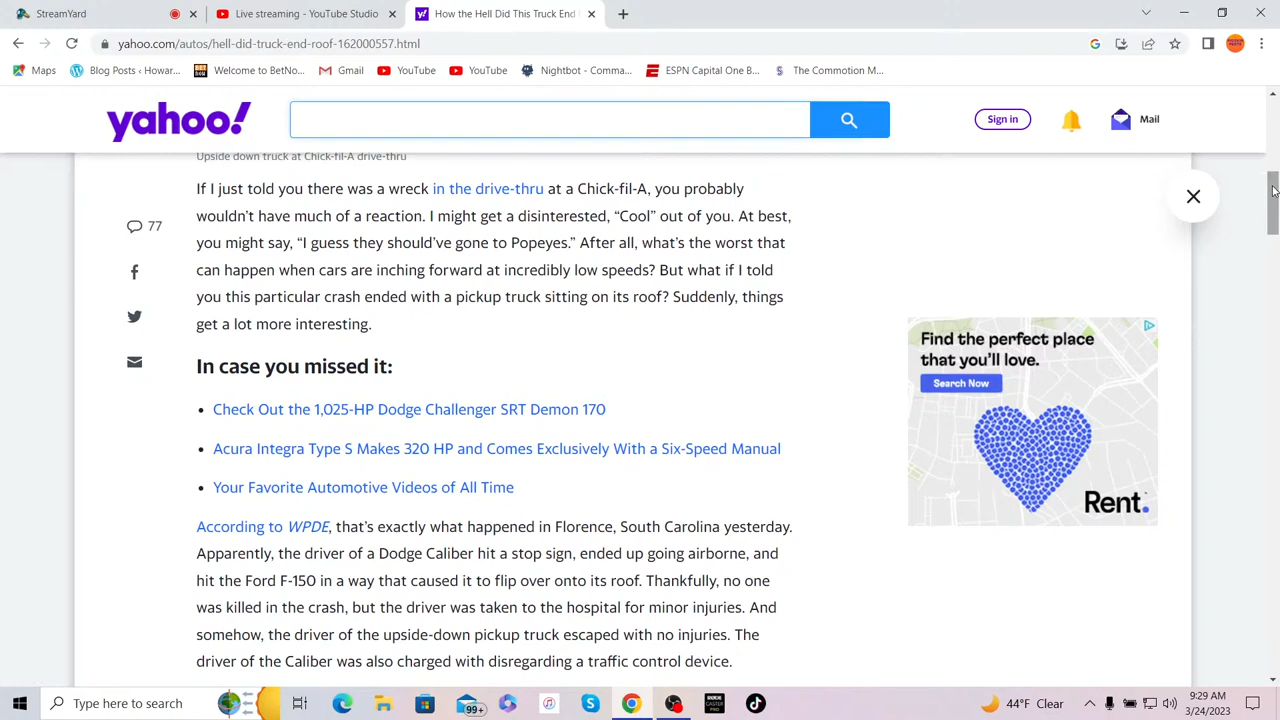 StreamYard
Live streaming - YouTube Studio
How the Hell Did This Truck End
yahoo.com/autos/hell-did-truck-end-roof-162000557.html
Maps
Blog Posts ‹ Howar...
Welcome to BetNo...
Gmail
YouTube
YouTube
Nightbot - Comma...
ESPN Capital One B...
The Commotion M...
yahoo!
Sign in
Mail
Upside down truck at Chick-fil-A drive-thru
If I just told you there was a wreck in the drive-thru at a Chick-fil-A, you probably
wouldn't have much of a reaction. I might get a disinterested, “Cool” out of you. At best,
you might say, “I guess they should’ve gone to Popeyes.” After all, what’s the worst that
can happen when cars are inching forward at incredibly low speeds? But what if I told
you this particular crash ended with a pickup truck sitting on its roof? Suddenly, things
get a lot more interesting.
77
In case you missed it:
• Check Out the 1,025-HP Dodge Challenger SRT Demon 170
• Acura Integra Type S Makes 320 HP and Comes Exclusively With a Six-Speed Manual
• Your Favorite Automotive Videos of All Time
According to WPDE, that’s exactly what happened in Florence, South Carolina yesterday.
Apparently, the driver of a Dodge Caliber hit a stop sign, ended up going airborne, and
hit the Ford F-150 in a way that caused it to flip over onto its roof. Thankfully, no one
was killed in the crash, but the driver was taken to the hospital for minor injuries. And
somehow, the driver of the upside-down pickup truck escaped with no injuries. The
driver of the Caliber was also charged with disregarding a traffic control device.
Find the perfect place
that you’ll love.
Search Now
Rent.
Type here to search
99+
44°F Clear
9:29 AM
3/24/2023